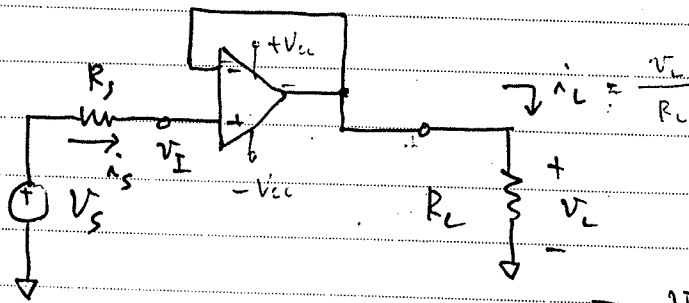 +Vcc
Rs
-
+
is
vI
-Vcc
+
Vs
iL = vL / RL
RL
+
vL
-